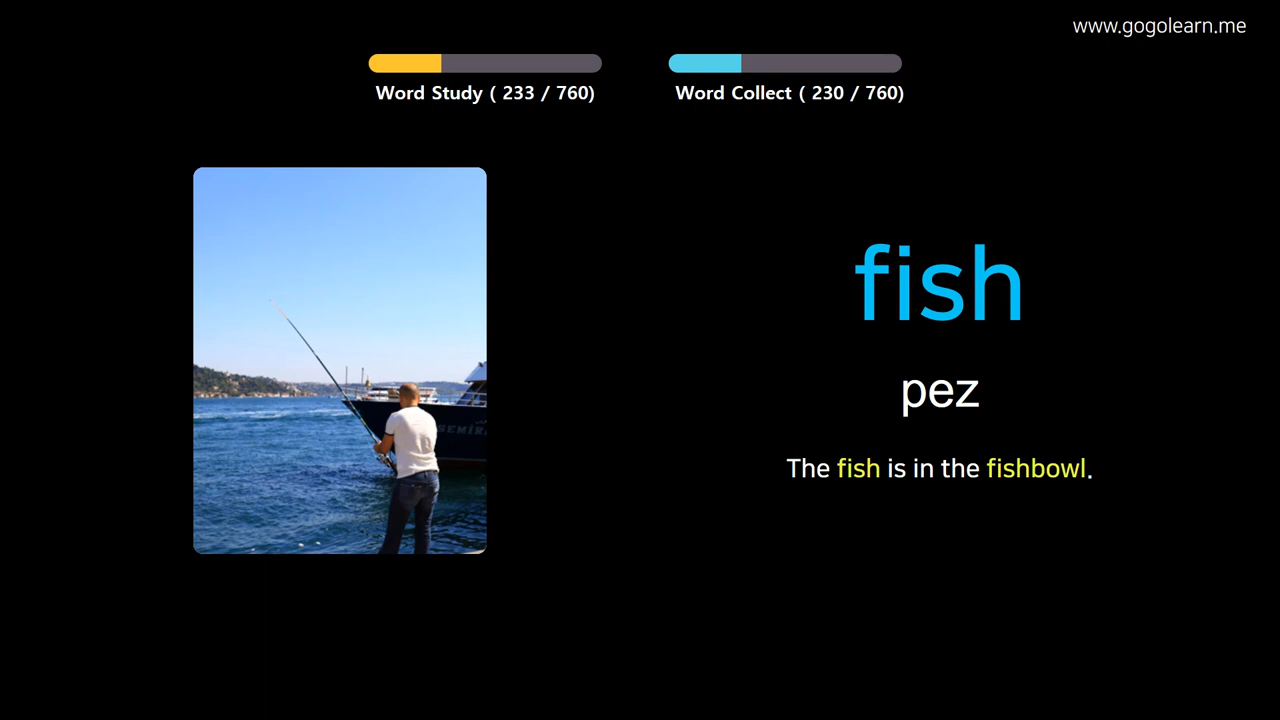 www.gogolearn.me
Word Study ( 233 / 760)
Word Collect ( 230 / 760)
fish
pez
The fish is in the fishbowl.